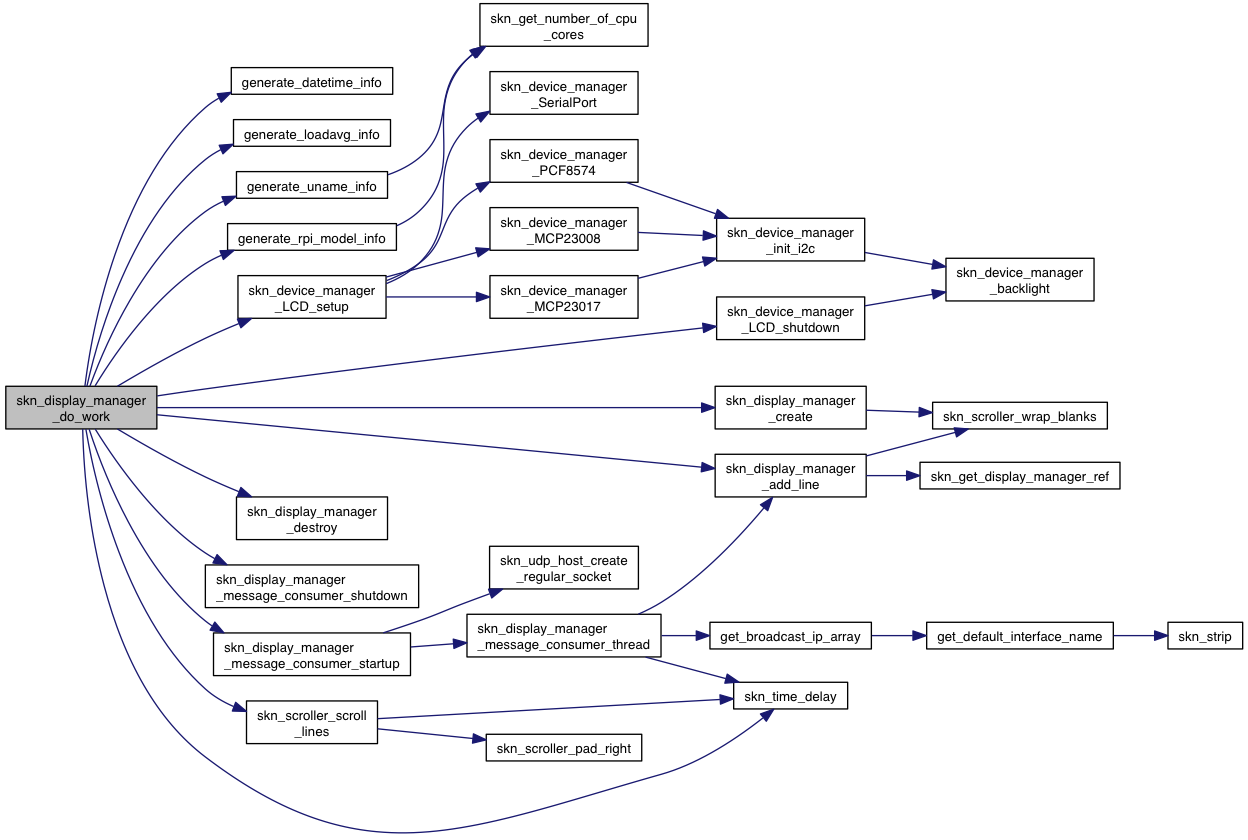 skn_get_number_of_cpu
_cores
generate_datetime_info
skn_device_manager
_SerialPort
generate_loadavg_info
skn_device_manager
_PCF8574
generate_uname_info
skn_device_manager
_MCP23008
generate_rpi_model_info
skn_device_manager
_init_i2c
skn_device_manager
_backlight
skn_device_manager
_LCD_setup
skn_device_manager
_MCP23017
skn_device_manager
_LCD_shutdown
skn_display_manager
_do_work
skn_display_manager
_create
skn_scroller_wrap_blanks
skn_display_manager
_add_line
skn_get_display_manager_ref
skn_display_manager
_destroy
skn_udp_host_create
_regular_socket
skn_display_manager
_message_consumer_shutdown
skn_display_manager
_message_consumer_startup
skn_display_manager
_message_consumer_thread
get_broadcast_ip_array
get_default_interface_name
skn_strip
skn_time_delay
skn_scroller_scroll
_lines
skn_scroller_pad_right